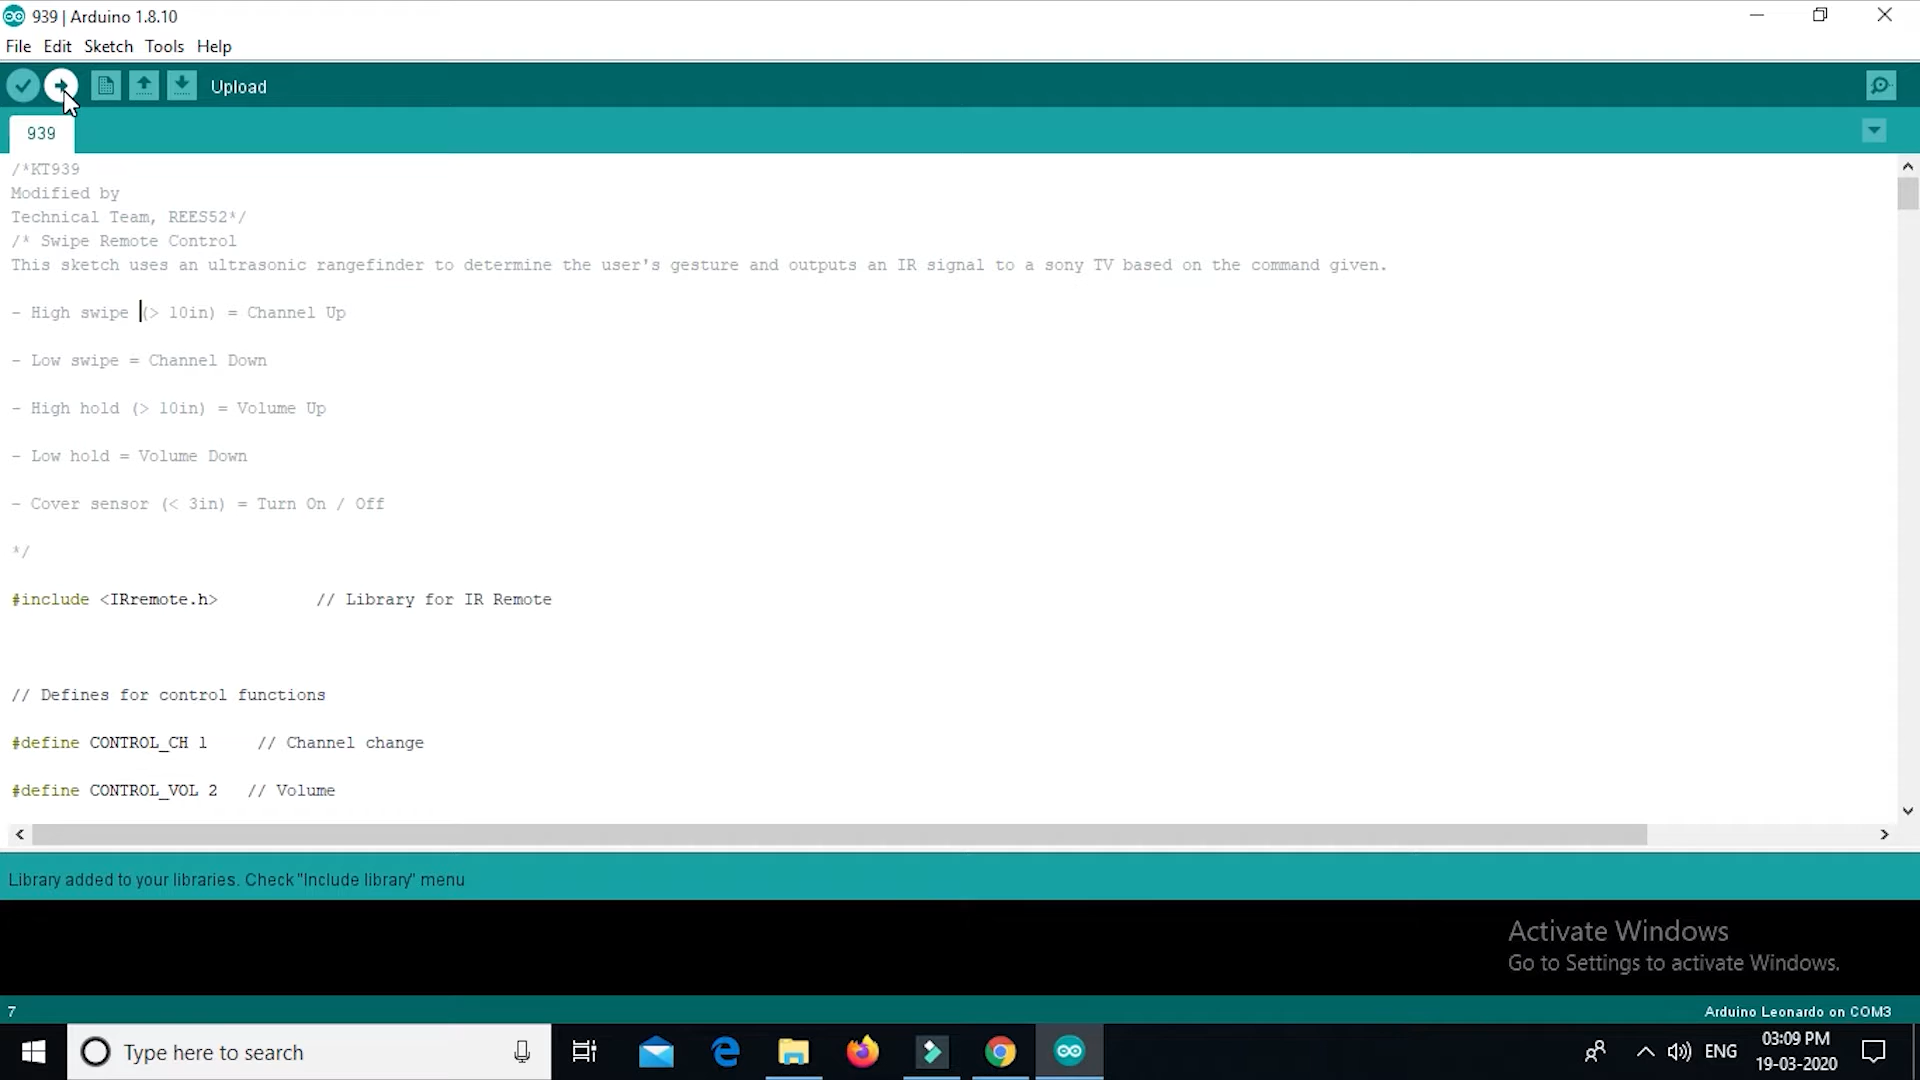 939 | Arduino 1.8.10
File Edit Sketch Tools Help
Upload
939
/*KT939
Modified by
Technical Team, REES52*/
/* Swipe Remote Control
This sketch uses an ultrasonic rangefinder to determine the user's gesture and outputs an IR signal to a sony TV based on the command given.
- High swipe (> 10in) = Channel Up
- Low swipe = Channel Down
- High hold (> 10in) = Volume Up
- Low hold = Volume Down
- Cover sensor (< 3in) = Turn On / Off
*/
#include <IRremote.h> // Library for IR Remote
// Defines for control functions
#define CONTROL_CH 1 // Channel change
#define CONTROL_VOL 2 // Volume
Library added to your libraries. Check "Include library" menu
Activate Windows
Go to Settings to activate Windows.
7 Arduino Leonardo on COM3
Type here to search
ENG
03:09 PM
19-03-2020